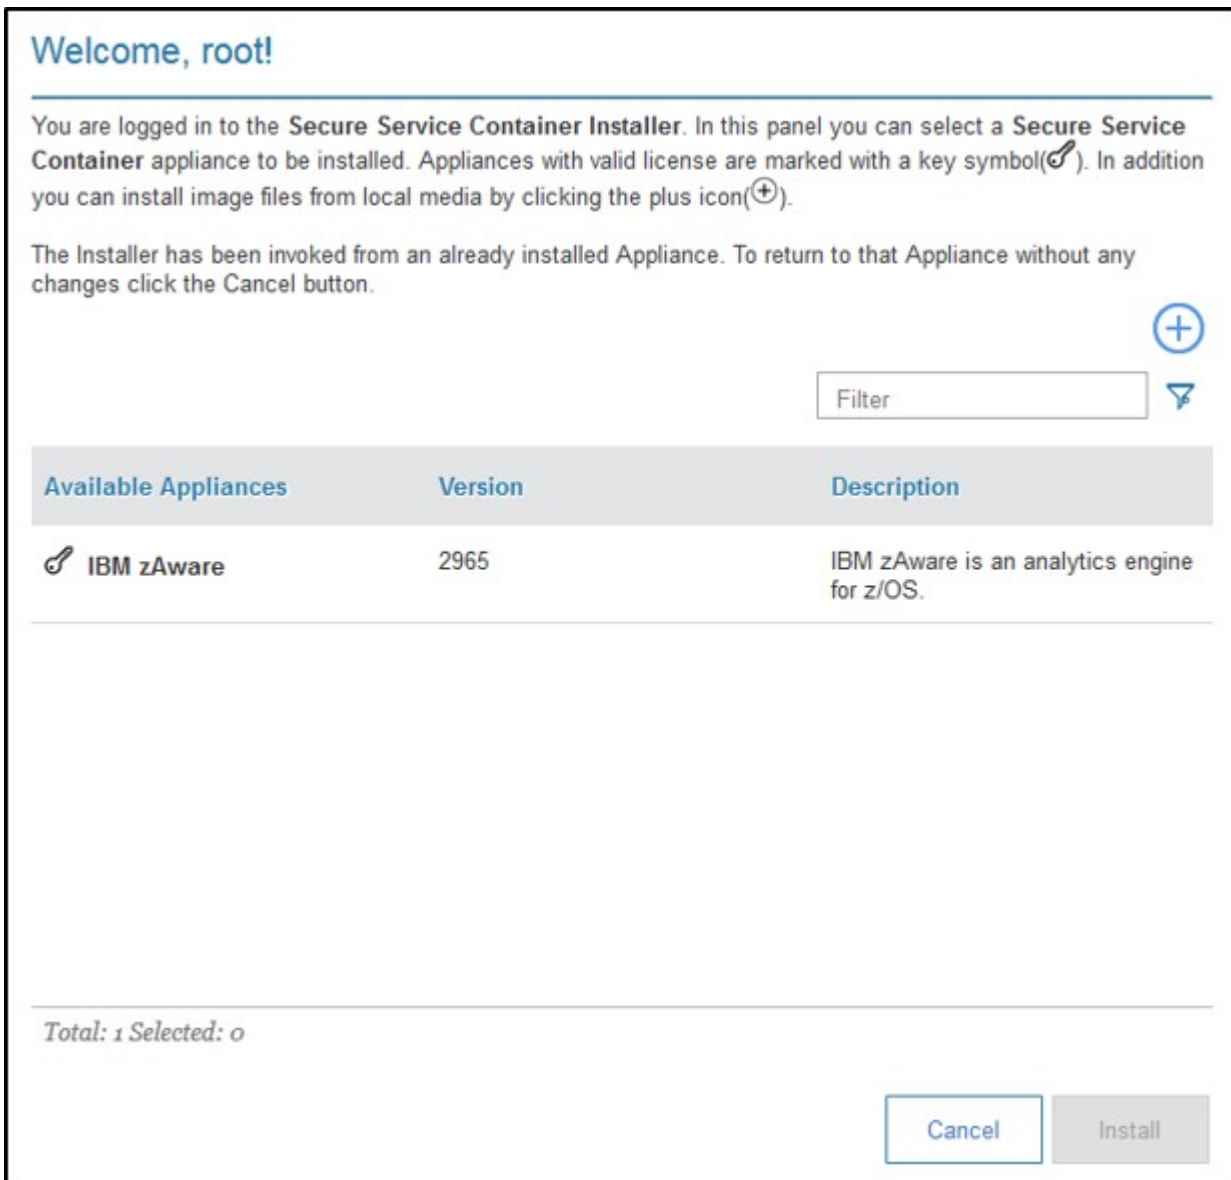 Welcome, root!
You are logged in to the Secure Service Container Installer. In this panel you can select a Secure Service
Container appliance to be installed. Appliances with valid license are marked with a key symbol( ). In addition
you can install image files from local media by clicking the plus icon( ).
The Installer has been invoked from an already installed Appliance. To return to that Appliance without any
changes click the Cancel button.
Filter
Available Appliances Version Description
IBM zAware 2965 IBM zAware is an analytics engine
for z/OS.
Total: 1 Selected: 0
Cancel Install